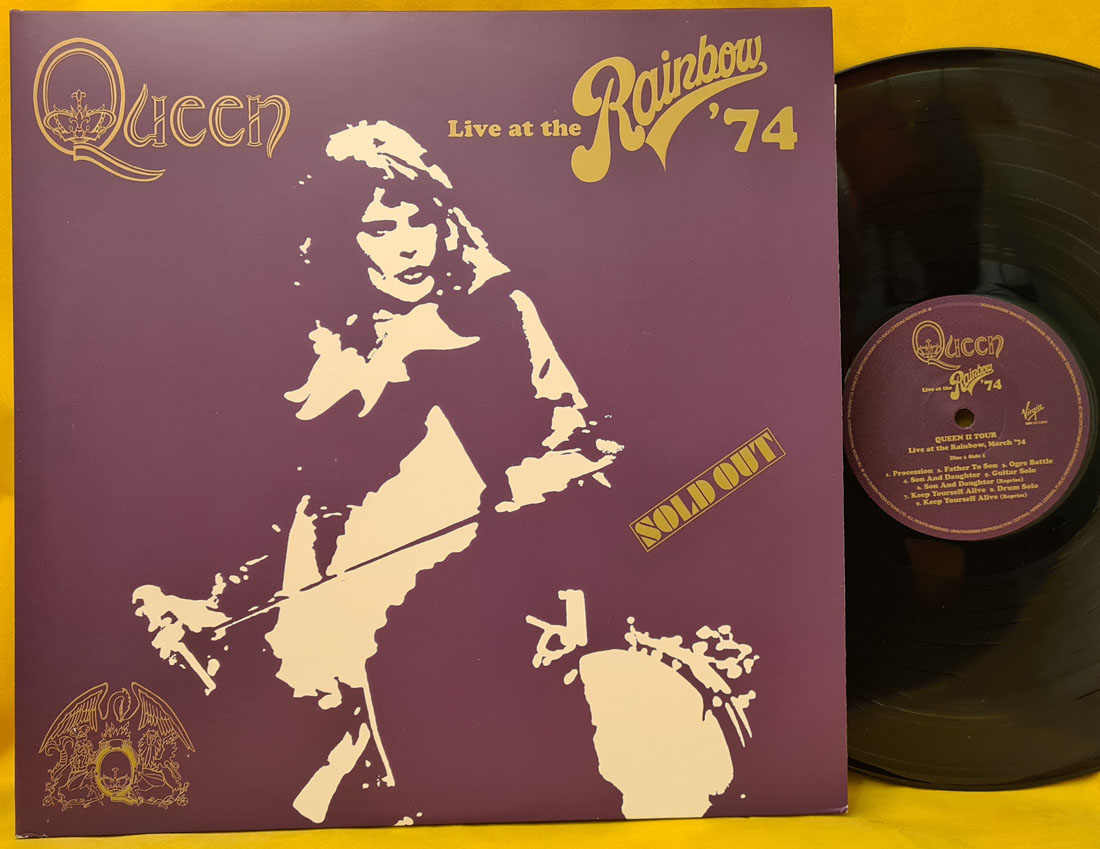 Queen
Live at the Rainbow '74
SOLD OUT
Queen
Live at the Rainbow '74
Virgin
QUEEN II TOUR
Live at the Rainbow, March '74
Disc 1 Side 1
1. Procession 2. Father To Son 3. Ogre Battle
4. Son And Daughter 5. Guitar Solo
6. Son And Daughter (Reprise)
7. Keep Yourself Alive 8. Drum Solo
9. Keep Yourself Alive (Reprise)